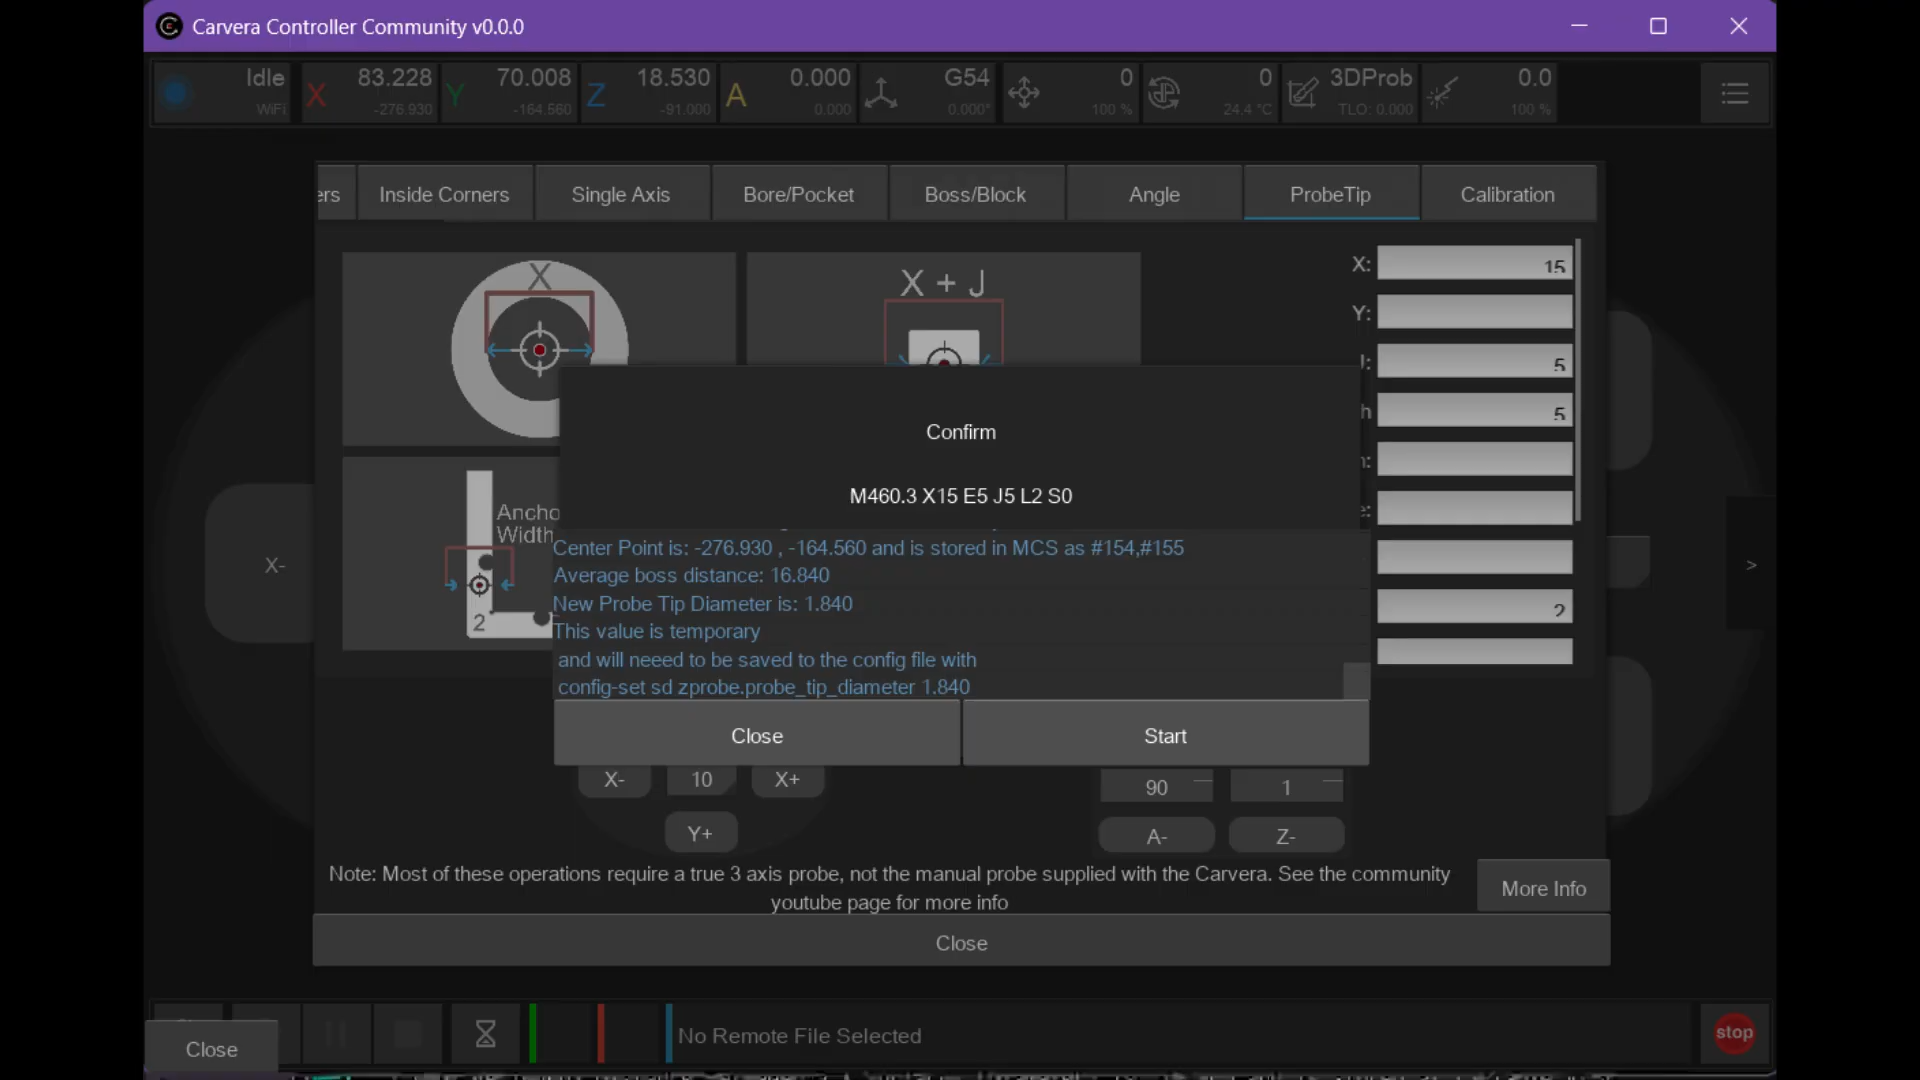 Carvera Controller Community v0.0.0
Idle
WiFi
X
83.228
-276.930
Y
70.008
-164.560
Z
18.530
-91.000
A
0.000
0.000
G54
0.000°
0
100 %
0
24.4 °C
3DProb
TLO: 0.000
0.0
100 %
ers
Inside Corners
Single Axis
Bore/Pocket
Boss/Block
Angle
ProbeTip
Calibration
X
X + J
X:
15
Y:
5
h
5
2
Ancho
Width
2
Confirm
M460.3 X15 E5 J5 L2 S0
Center Point is: -276.930 , -164.560 and is stored in MCS as #154,#155
Average boss distance: 16.840
New Probe Tip Diameter is: 1.840
This value is temporary
and will neeed to be saved to the config file with
config-set sd zprobe.probe_tip_diameter 1.840
Close
Start
X-
>
X-
10
X+
Y+
90
1
A-
Z-
Note: Most of these operations require a true 3 axis probe, not the manual probe supplied with the Carvera. See the community
youtube page for more info
More Info
Close
Close
No Remote File Selected
stop